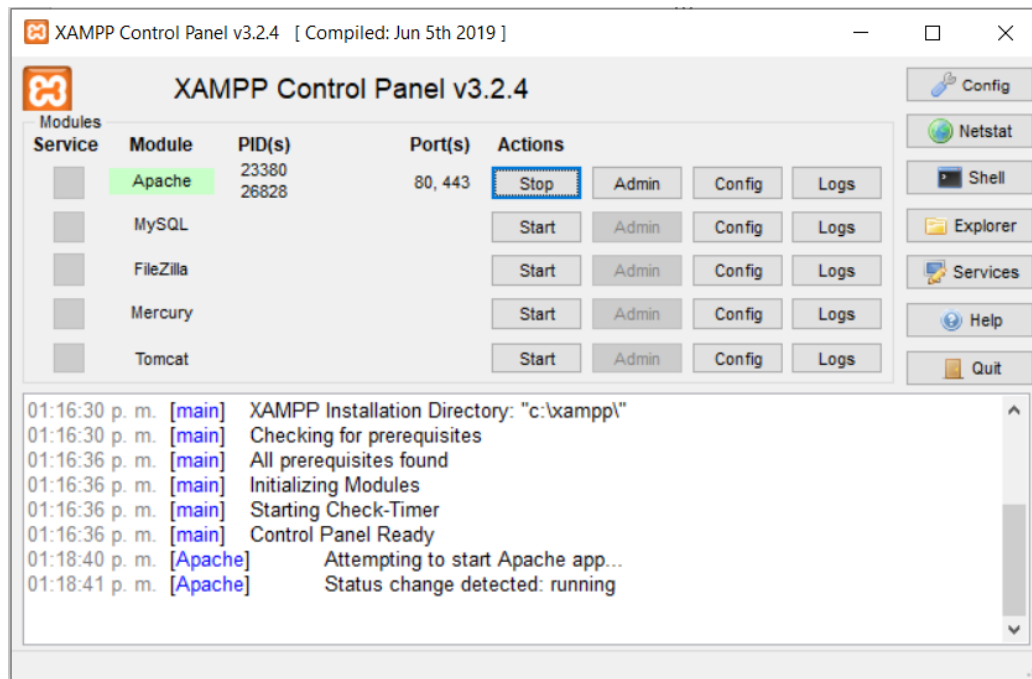 XAMPP Control Panel v3.2.4 [ Compiled: Jun 5th 2019 ]
XAMPP Control Panel v3.2.4
Config
Modules
Netstat
Service Module PID(s) Port(s) Actions
Apache 23380 26828 80, 443 Stop Admin Config Logs
Shell
MySQL Start Admin Config Logs
Explorer
FileZilla Start Admin Config Logs
Services
Mercury Start Admin Config Logs
Help
Tomcat Start Admin Config Logs
Quit
01:16:30 p. m. [main] XAMPP Installation Directory: "c:\xampp\"
01:16:30 p. m. [main] Checking for prerequisites
01:16:36 p. m. [main] All prerequisites found
01:16:36 p. m. [main] Initializing Modules
01:16:36 p. m. [main] Starting Check-Timer
01:16:36 p. m. [main] Control Panel Ready
01:18:40 p. m. [Apache] Attempting to start Apache app...
01:18:41 p. m. [Apache] Status change detected: running